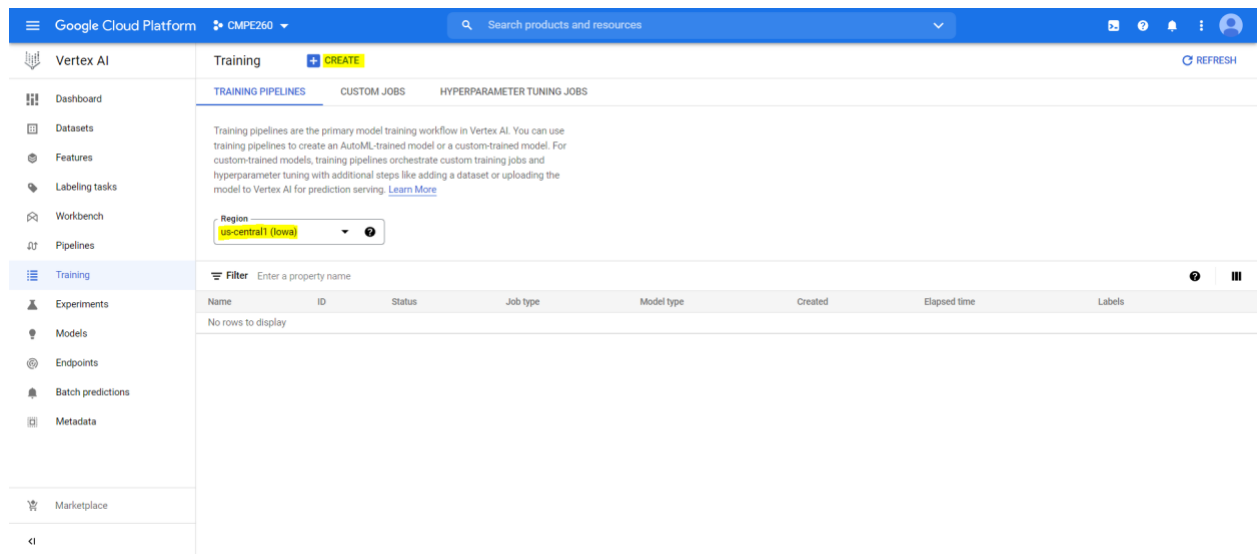 Google Cloud Platform CMPE260 Search products and resources
Vertex AI
Training CREATE REFRESH
Dashboard
Datasets
Features
Labeling tasks
Workbench
Pipelines
Training
Experiments
Models
Endpoints
Batch predictions
Metadata
Marketplace
TRAINING PIPELINES CUSTOM JOBS HYPERPARAMETER TUNING JOBS
Training pipelines are the primary model training workflow in Vertex AI. You can use
training pipelines to create an AutoML-trained model or a custom-trained model. For
custom-trained models, training pipelines orchestrate custom training jobs and
hyperparameter tuning with additional steps like adding a dataset or uploading the
model to Vertex AI for prediction serving. Learn More
Region
us-central1 (Iowa)
Filter Enter a property name
Name ID Status Job type Model type Created Elapsed time Labels
No rows to display